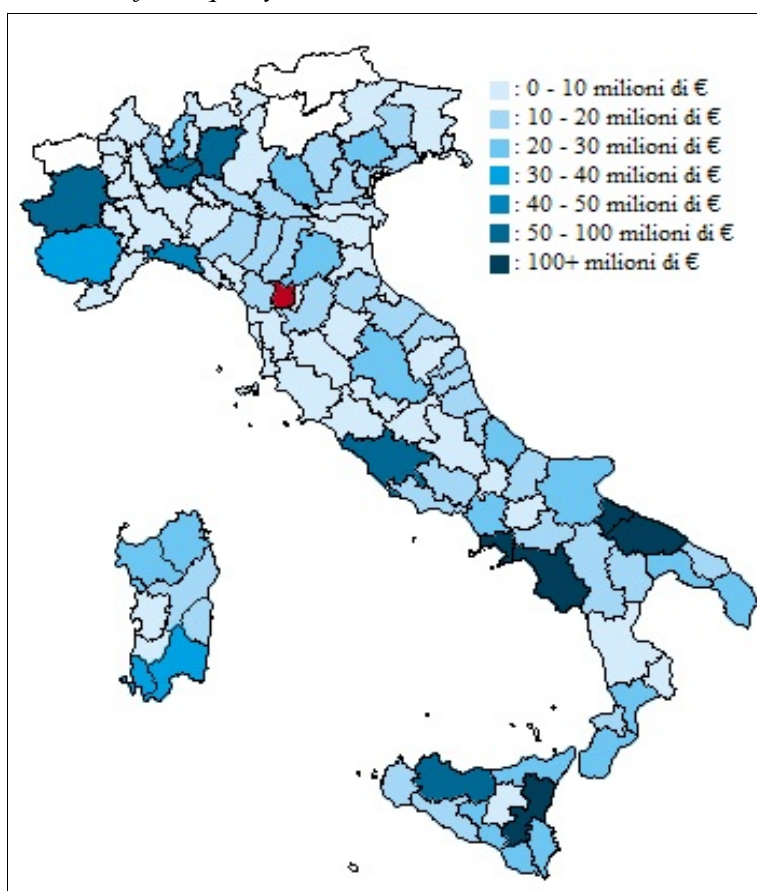 : 0 - 10 milioni di €
: 10 - 20 milioni di €
: 20 - 30 milioni di €
: 30 - 40 milioni di €
: 40 - 50 milioni di €
: 50 - 100 milioni di €
: 100+ milioni di €